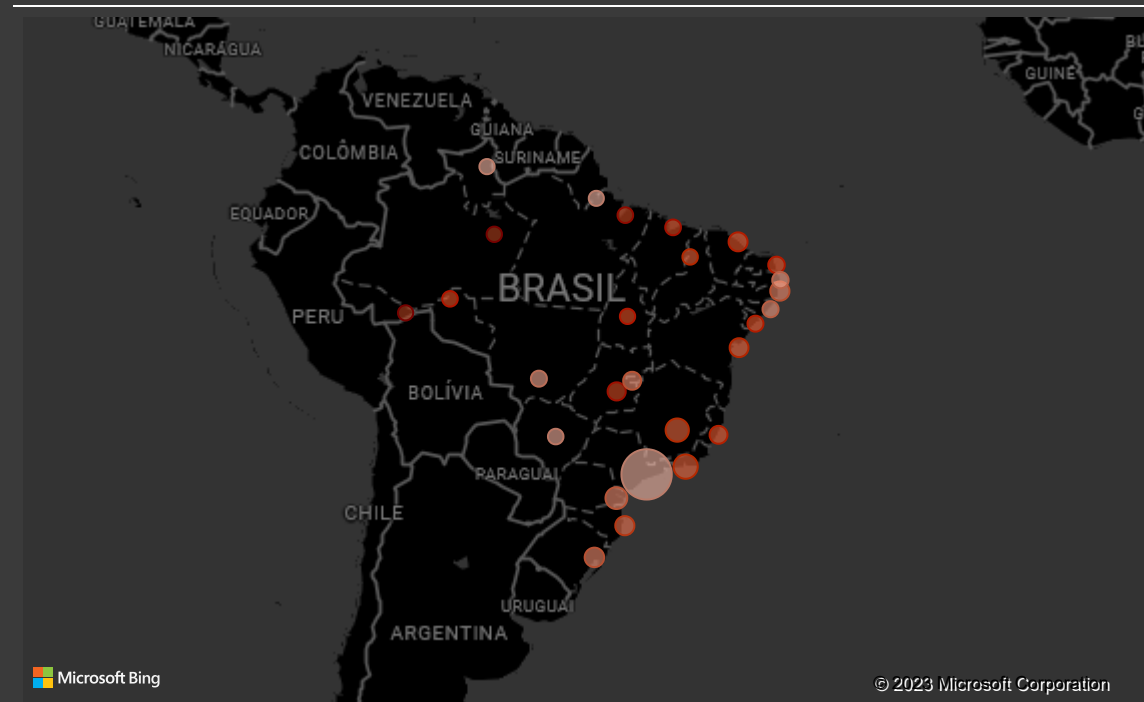 GUATEMALA
NICARÁGUA
VENEZUELA
GUIANA
SURINAME
COLÔMBIA
EQUADOR
BRASIL
PERU
BOLÍVIA
PARAGUAI
CHILE
URUGUAI
ARGENTINA
GUINÉ
Microsoft Bing
© 2023 Microsoft Corporation